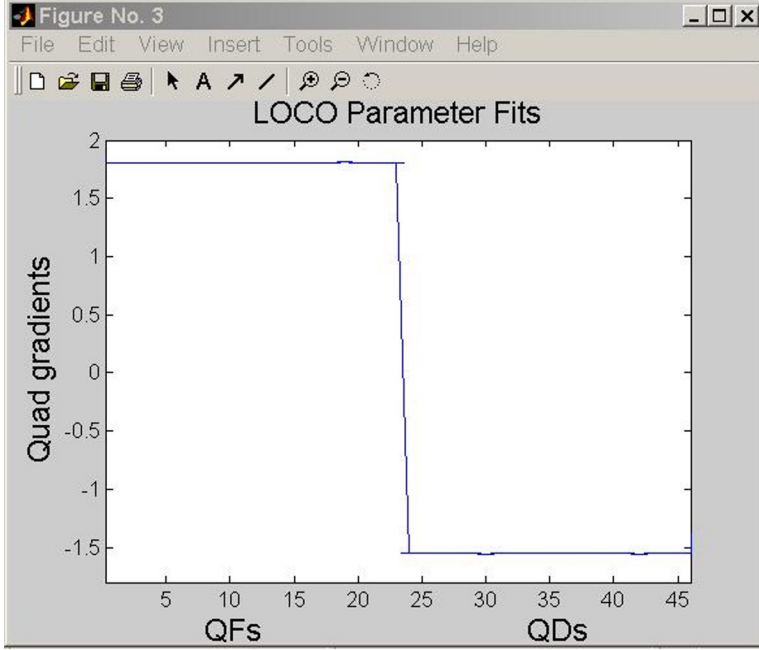 Figure No. 3
File Edit View Insert Tools Window Help
A
LOCO Parameter Fits
2
1.5
1
0.5
0
-0.5
-1
-1.5
Quad gradients
5 10 15 20 25 30 35 40 45
QFs QDs